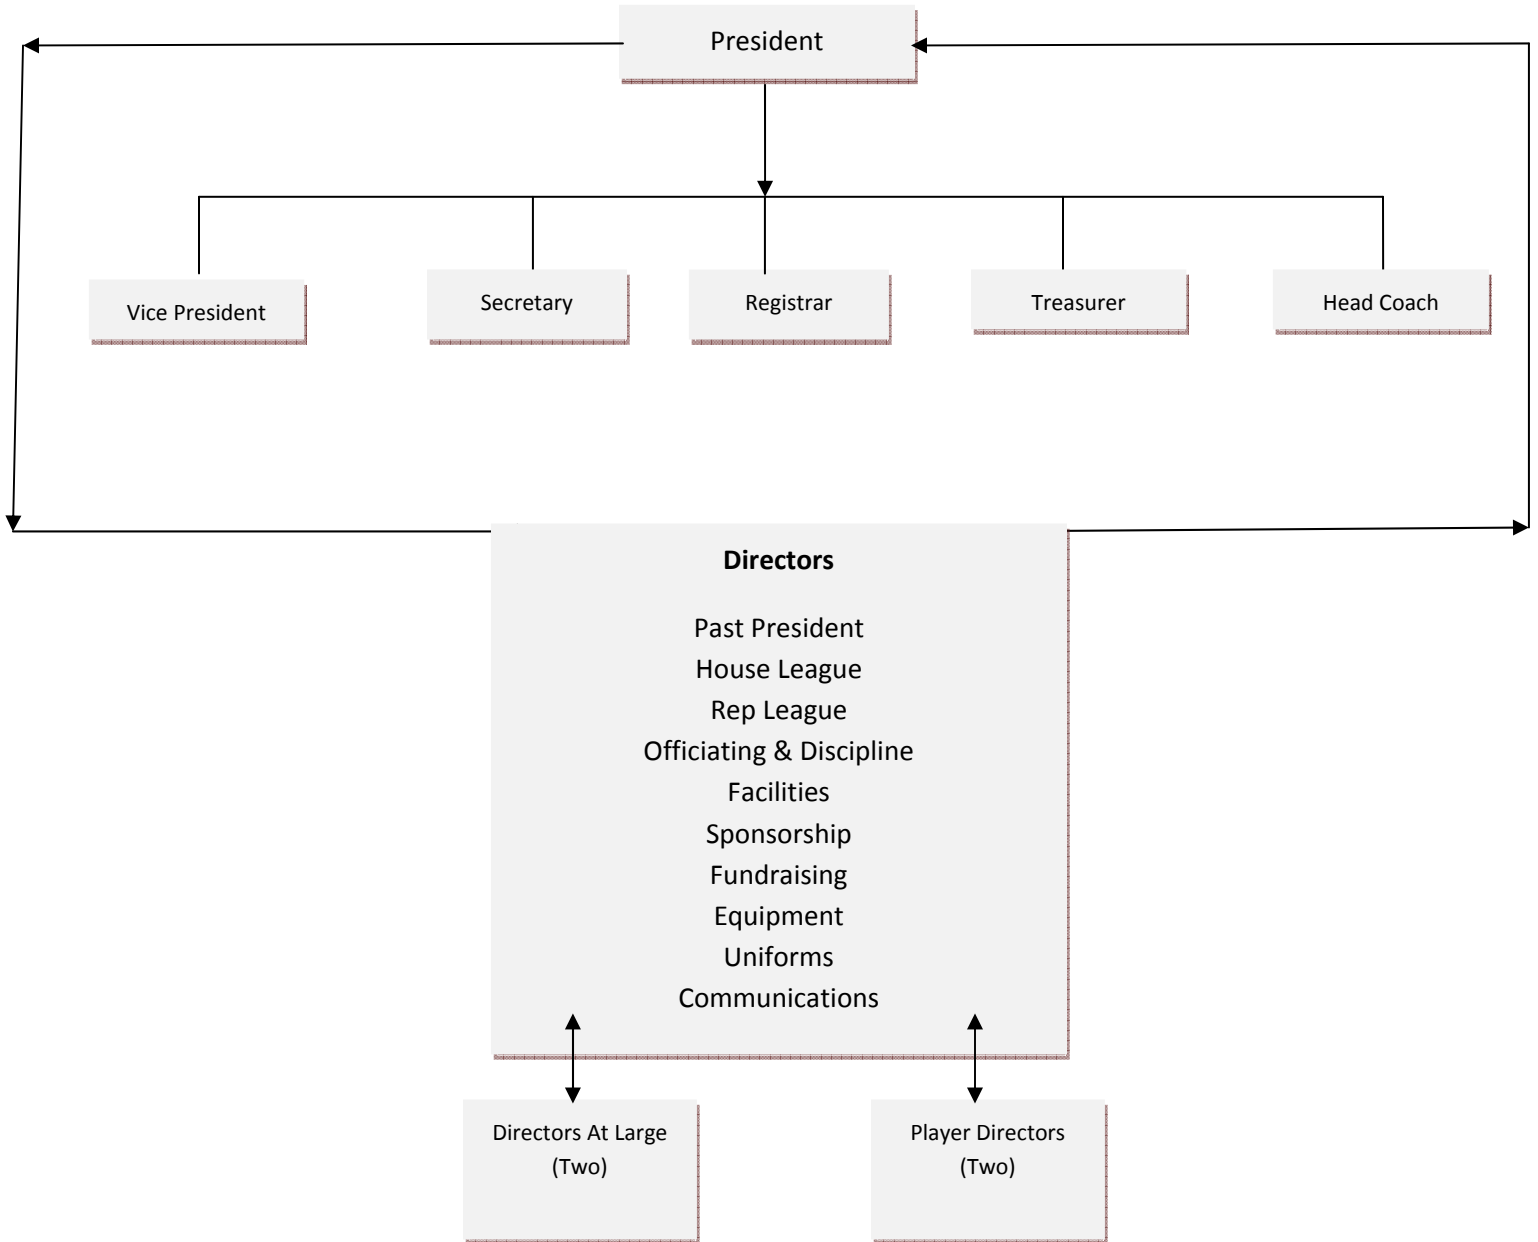 President
Vice President
Secretary
Registrar
Treasurer
Head Coach
Directors
Past President
House League
Rep League
Officiating & Discipline
Facilities
Sponsorship
Fundraising
Equipment
Uniforms
Communications
Directors At Large
(Two)
Player Directors
(Two)